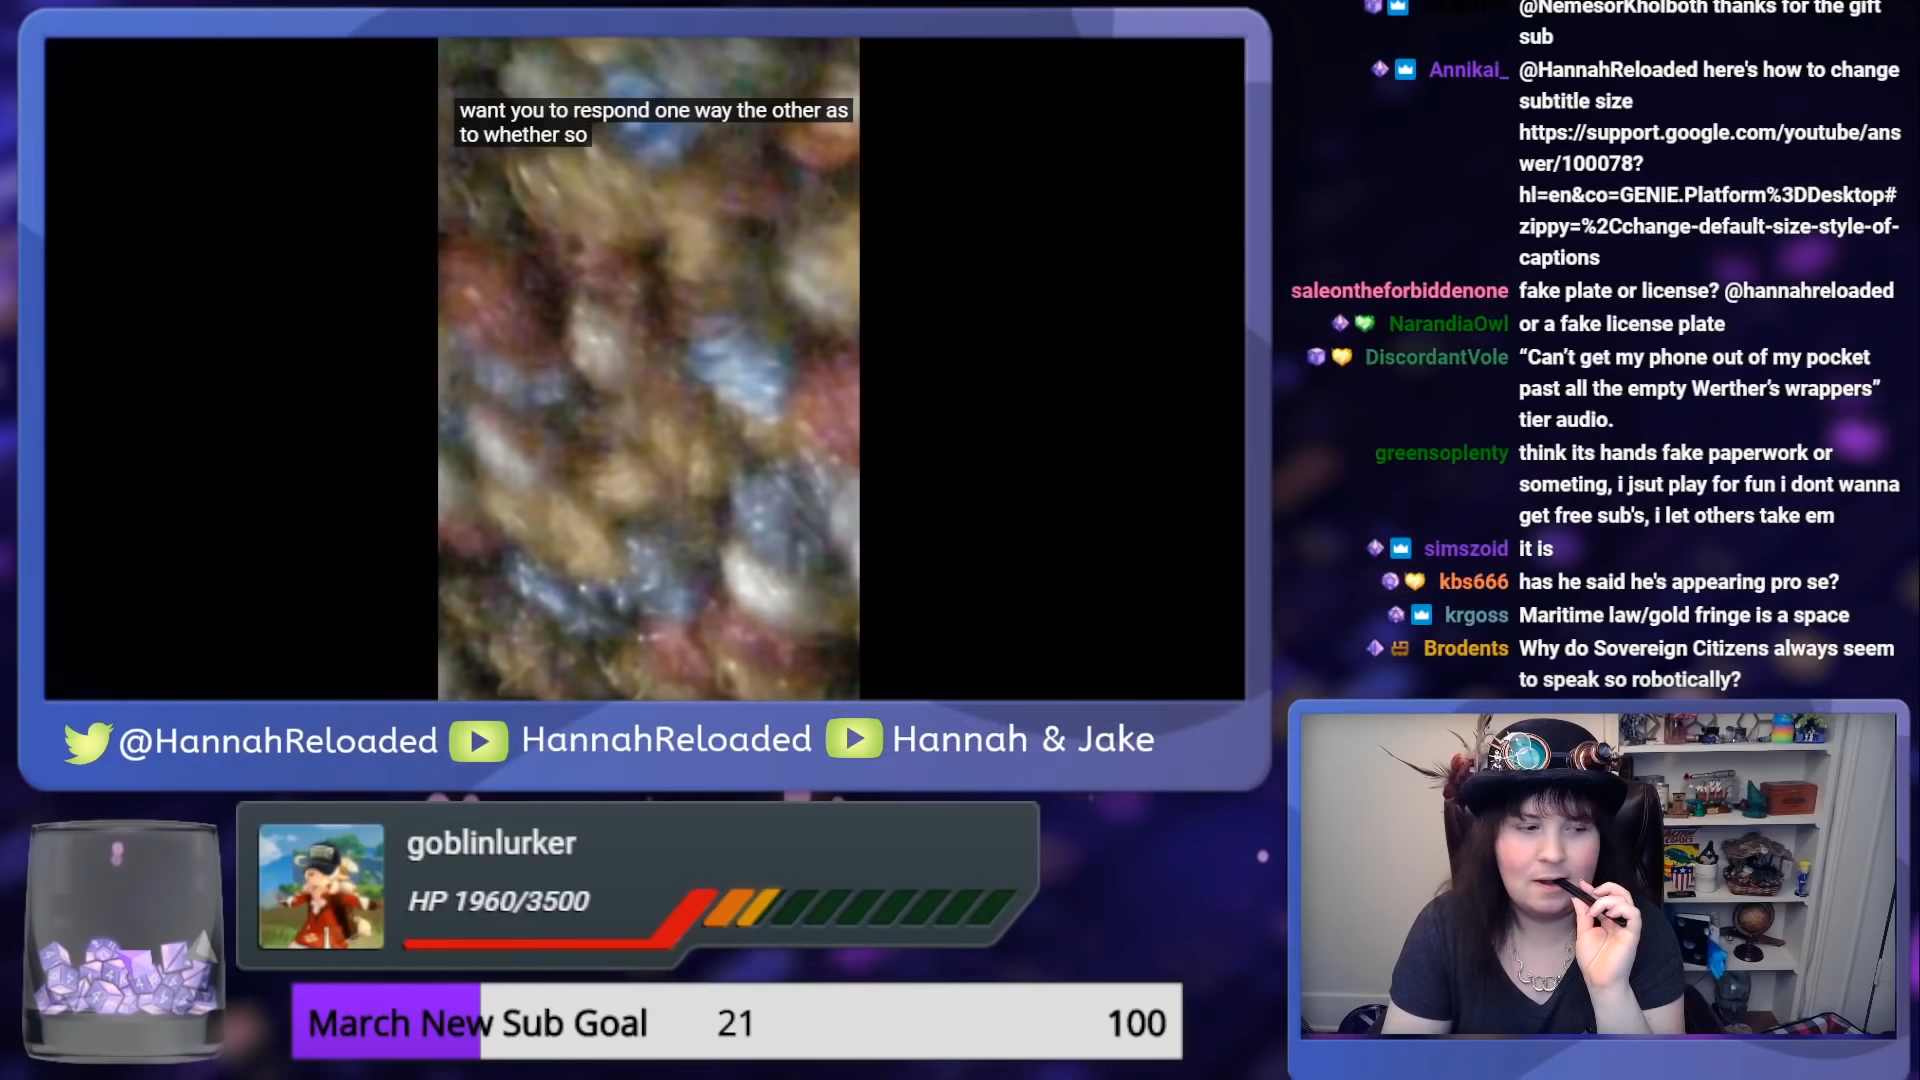 want you to respond one way the other as
to whether so
@HannahReloaded
HannahReloaded
Hannah & Jake
goblinlurker
HP 1960/3500
March New Sub Goal 21 100
@NemesorKholboth thanks for the gift
sub
Annikai_ @HannahReloaded here's how to change
subtitle size
https://support.google.com/youtube/ans
wer/100078?
hl=en&co=GENIE.Platform%3DDesktop#
zippy=%2Cchange-default-size-style-of-
captions
saleontheforbiddenone fake plate or license? @hannahreloaded
NarandiaOwl or a fake license plate
DiscordantVole “Can’t get my phone out of my pocket
past all the empty Werther’s wrappers”
tier audio.
greensoplenty think its hands fake paperwork or
someting, i jsut play for fun i dont wanna
get free sub's, i let others take em
simszoid it is
kbs666 has he said he's appearing pro se?
krgoss Maritime law/gold fringe is a space
Brodents Why do Sovereign Citizens always seem
to speak so robotically?